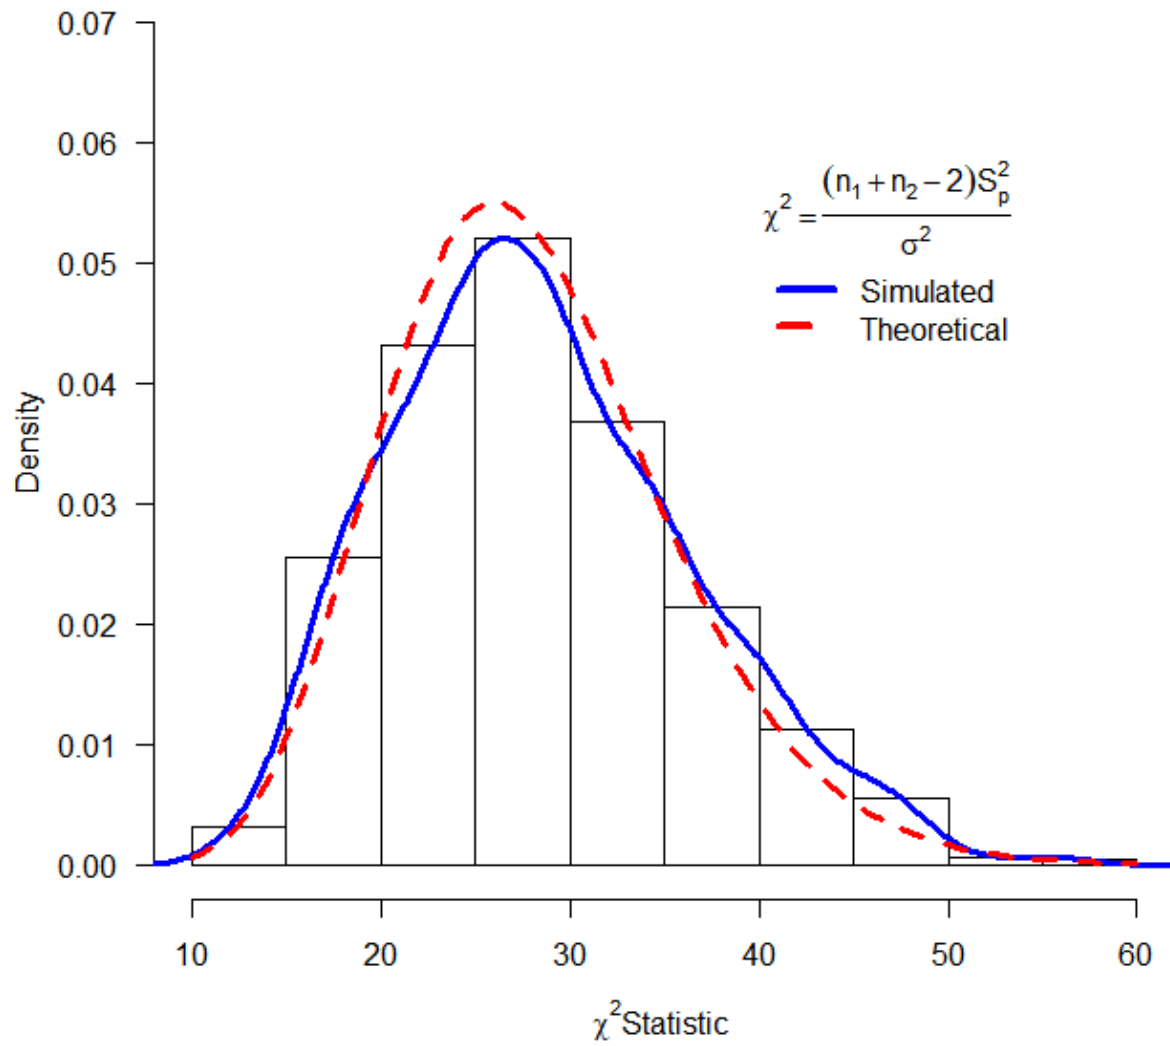 0.07
0.06
0.05
0.04
0.03
0.02
0.01
0.00
Density
χ² = (n₁ + n₂ − 2)Sₚ² / σ²
Simulated
Theoretical
10 20 30 40 50 60
χ²Statistic